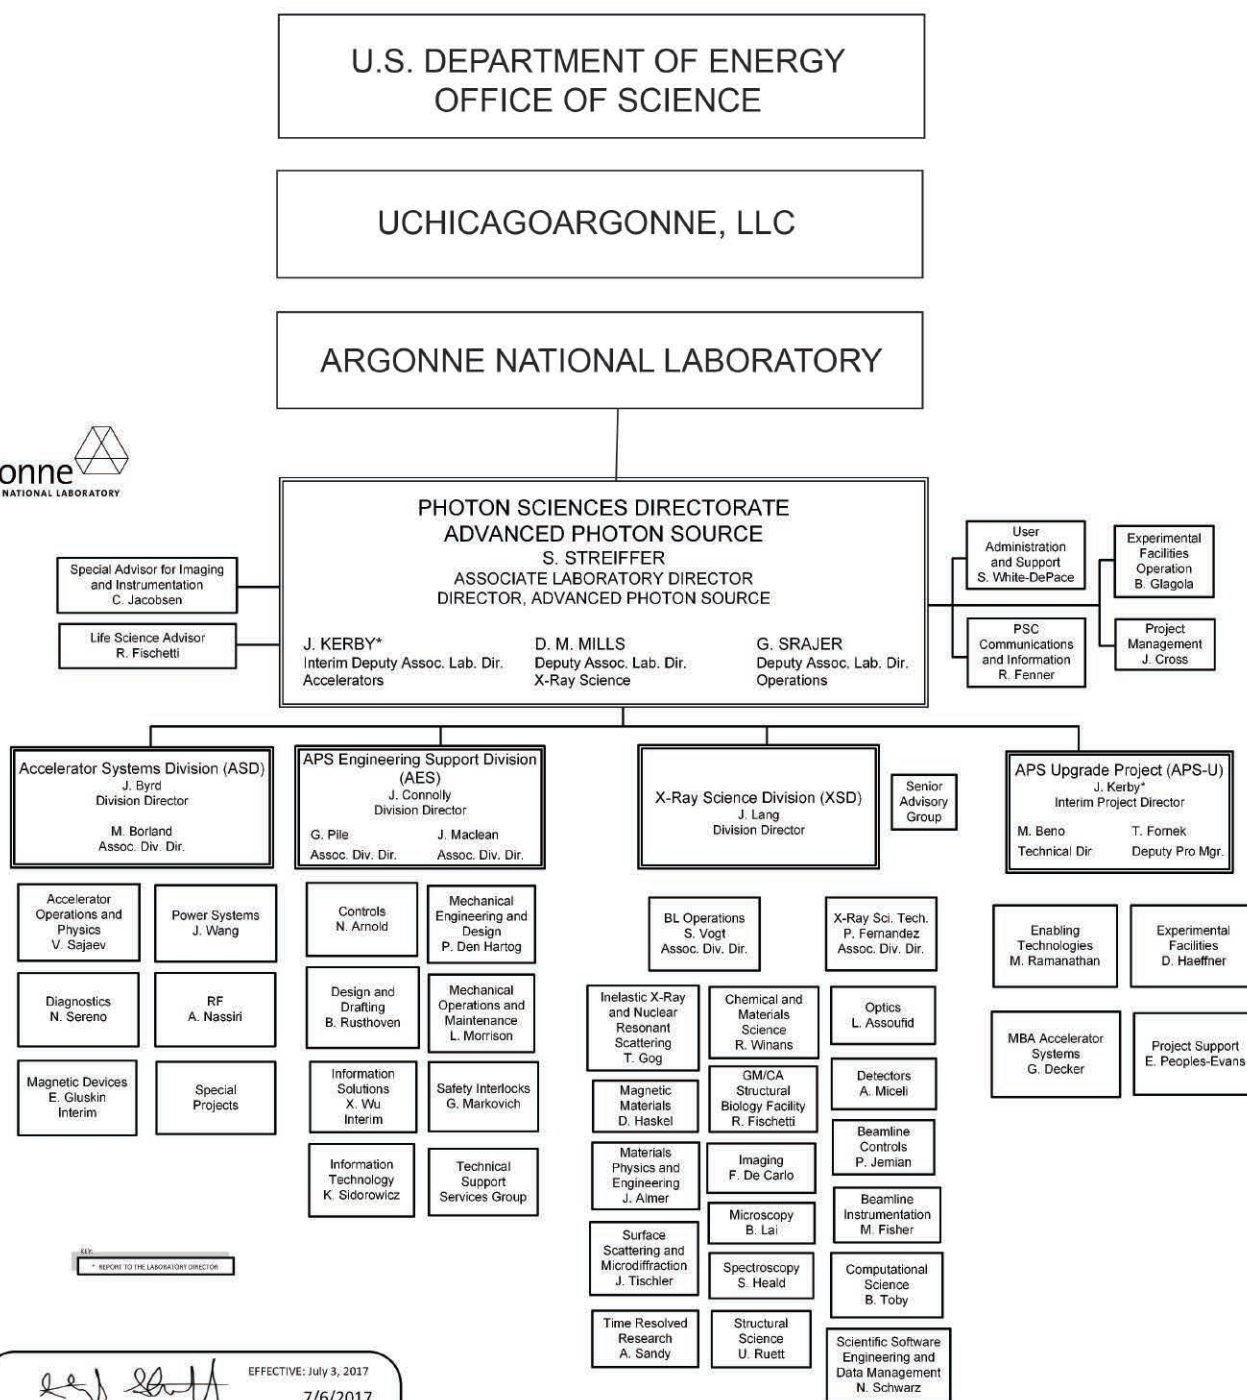 U.S. DEPARTMENT OF ENERGY
OFFICE OF SCIENCE
UCHICAGOARGONNE, LLC
ARGONNE NATIONAL LABORATORY
onne
NATIONAL LABORATORY
PHOTON SCIENCES DIRECTORATE
ADVANCED PHOTON SOURCE
S. STREIFFER
ASSOCIATE LABORATORY DIRECTOR
DIRECTOR, ADVANCED PHOTON SOURCE
J. KERBY*
Interim Deputy Assoc. Lab. Dir.
Accelerators
D. M. MILLS
Deputy Assoc. Lab. Dir.
X-Ray Science
G. SRAJER
Deputy Assoc. Lab. Dir.
Operations
Special Advisor for Imaging
and Instrumentation
C. Jacobsen
Life Science Advisor
R. Fischetti
User
Administration
and Support
S. White-DePace
Experimental
Facilities
Operation
B. Glagola
PSC
Communications
and Information
R. Fenner
Project
Management
J. Cross
Accelerator Systems Division (ASD)
J. Byrd
Division Director
M. Borland
Assoc. Div. Dir.
APS Engineering Support Division
(AES)
J. Connolly
Division Director
G. Pile
Assoc. Div. Dir.
J. Maclean
Assoc. Div. Dir.
X-Ray Science Division (XSD)
J. Lang
Division Director
Senior
Advisory
Group
APS Upgrade Project (APS-U)
J. Kerby*
Interim Project Director
M. Beno
Technical Dir
T. Fornek
Deputy Pro Mgr.
Accelerator
Operations and
Physics
V. Sajaev
Power Systems
J. Wang
Diagnostics
N. Sereno
RF
A. Nassiri
Magnetic Devices
E. Gluskin
Interim
Special
Projects
Controls
N. Arnold
Mechanical
Engineering and
Design
P. Den Hartog
Design and
Drafting
B. Rusthoven
Mechanical
Operations and
Maintenance
L. Morrison
Information
Solutions
X. Wu
Interim
Safety Interlocks
G. Markovich
Information
Technology
K. Sidorowicz
Technical
Support
Services Group
BL Operations
S. Vogt
Assoc. Div. Dir.
X-Ray Sci. Tech.
P. Fernandez
Assoc. Div. Dir.
Inelastic X-Ray
and Nuclear
Resonant
Scattering
T. Gog
Chemical and
Materials
Science
R. Winans
Optics
L. Assoufid
Magnetic
Materials
D. Haskel
GM/CA
Structural
Biology Facility
R. Fischetti
Detectors
A. Miceli
Materials
Physics and
Engineering
J. Almer
Imaging
F. De Carlo
Beamline
Controls
P. Jemian
Microscopy
B. Lai
Beamline
Instrumentation
M. Fisher
Surface
Scattering and
Microdiffraction
J. Tischler
Spectroscopy
S. Heald
Computational
Science
B. Toby
Time Resolved
Research
A. Sandy
Structural
Science
U. Ruett
Scientific Software
Engineering and
Data Management
N. Schwarz
Enabling
Technologies
M. Ramanathan
Experimental
Facilities
D. Haeffner
MBA Accelerator
Systems
G. Decker
Project Support
E. Peoples-Evans
KEY:
* REPORT TO THE LABORATORY DIRECTOR
EFFECTIVE: July 3, 2017
7/6/2017